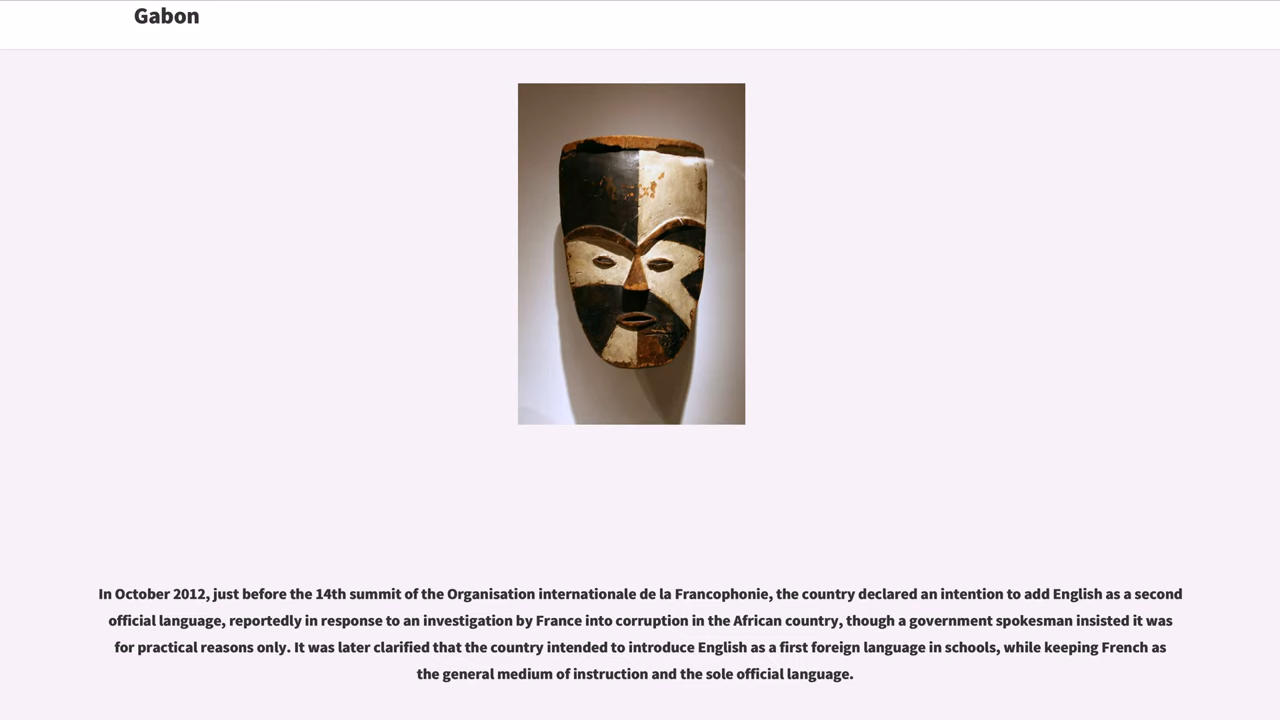 Gabon
In October 2012, just before the 14th summit of the Organisation internationale de la Francophonie, the country declared an intention to add English as a second
official language, reportedly in response to an investigation by France into corruption in the African country, though a government spokesman insisted it was
for practical reasons only. It was later clarified that the country intended to introduce English as a first foreign language in schools, while keeping French as
the general medium of instruction and the sole official language.